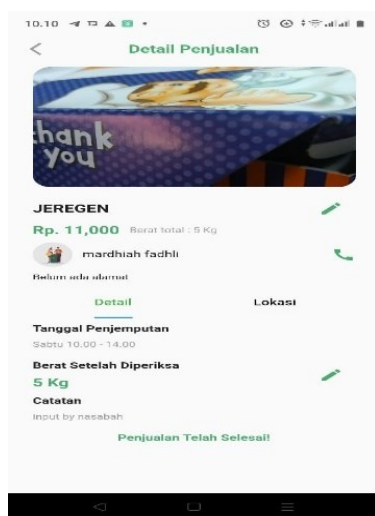 10.10
Detail Penjualan
thank
you
JEREGEN
Rp. 11,000 Berat total : 5 Kg
mardhiah fadhli
Belum ada alamat
Detail Lokasi
Tanggal Penjemputan
Sabtu 10.00 - 14.00
Berat Setelah Diperiksa
5 Kg
Catatan
input by nasabah
Penjualan Telah Selesai!